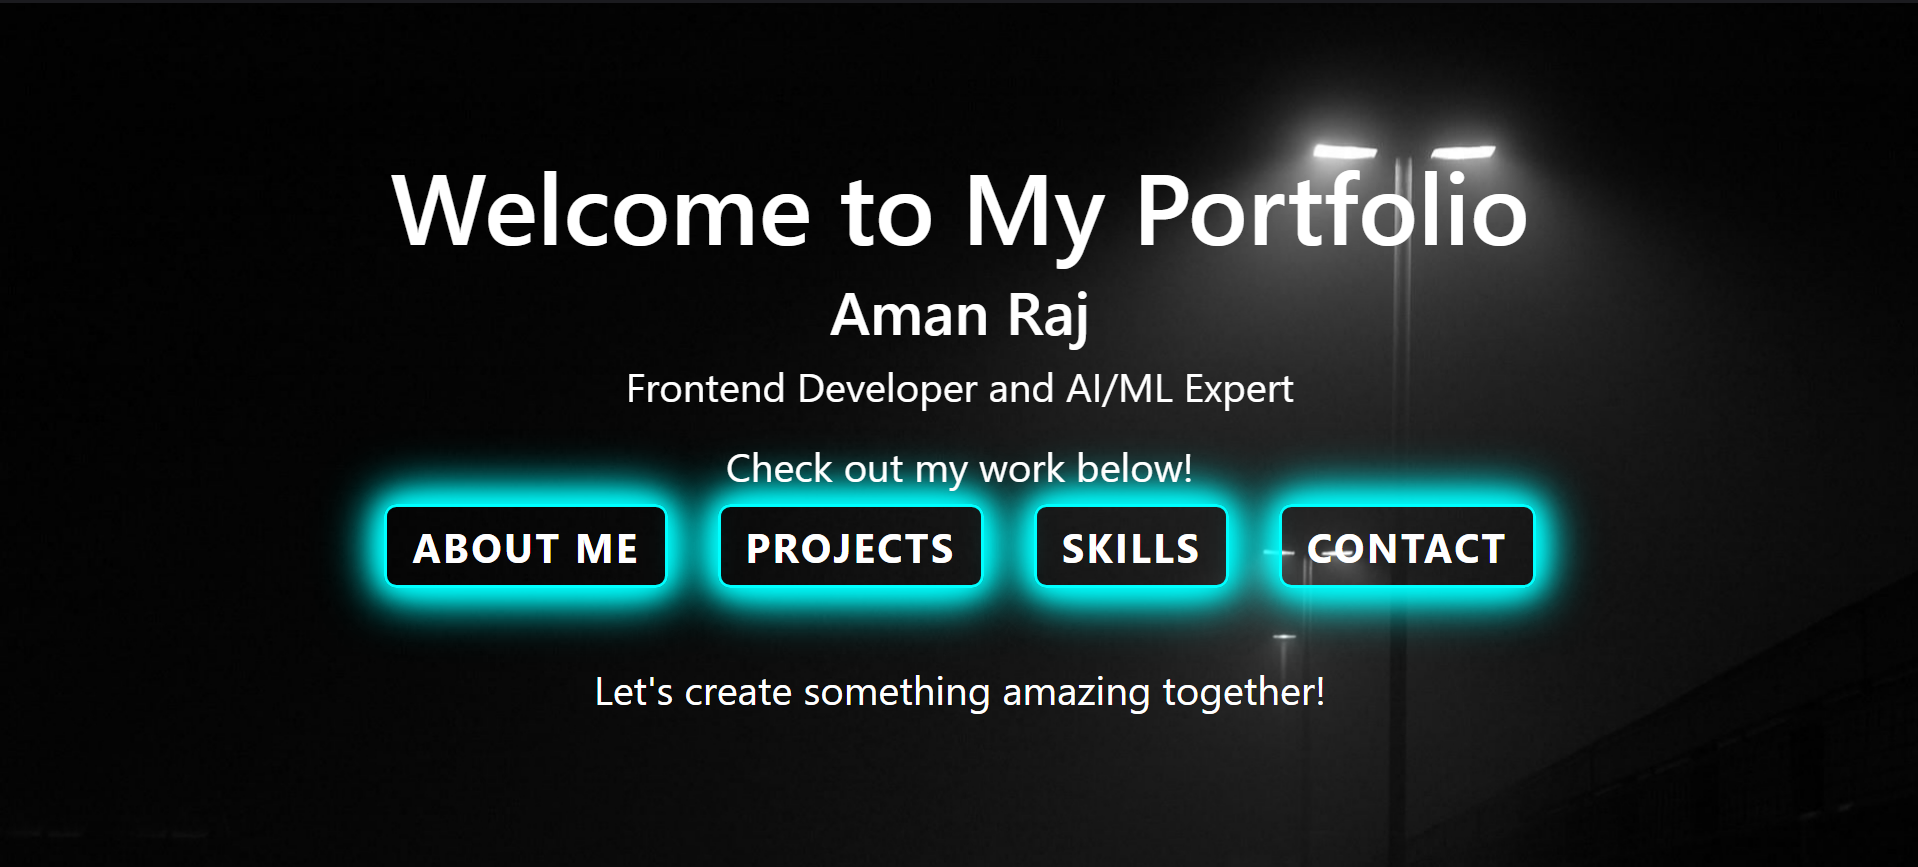 Welcome to My Portfolio
Aman Raj
Frontend Developer and AI/ML Expert
Check out my work below!
ABOUT ME PROJECTS SKILLS CONTACT
Let's create something amazing together!